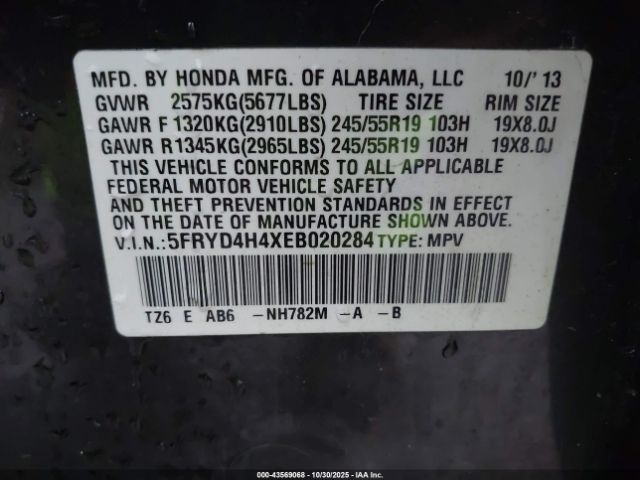 MFD. BY HONDA MFG. OF ALABAMA, LLC 10/'13
GVWR 2575KG(5677LBS) TIRE SIZE RIM SIZE
GAWR F 1320KG(2910LBS) 245/55R19 103H 19X8.0J
GAWR R 1345KG(2965LBS) 245/55R19 103H 19X8.0J
THIS VEHICLE CONFORMS TO ALL APPLICABLE
FEDERAL MOTOR VEHICLE SAFETY
AND THEFT PREVENTION STANDARDS IN EFFECT
ON THE DATE OF MANUFACTURE SHOWN ABOVE.
V.I.N.:5FRYD4H4XEB020284 TYPE: MPV
TZ6 E AB6 -NH782M -A -B
000-43569068 | 10/30/2025 | IAA Inc.